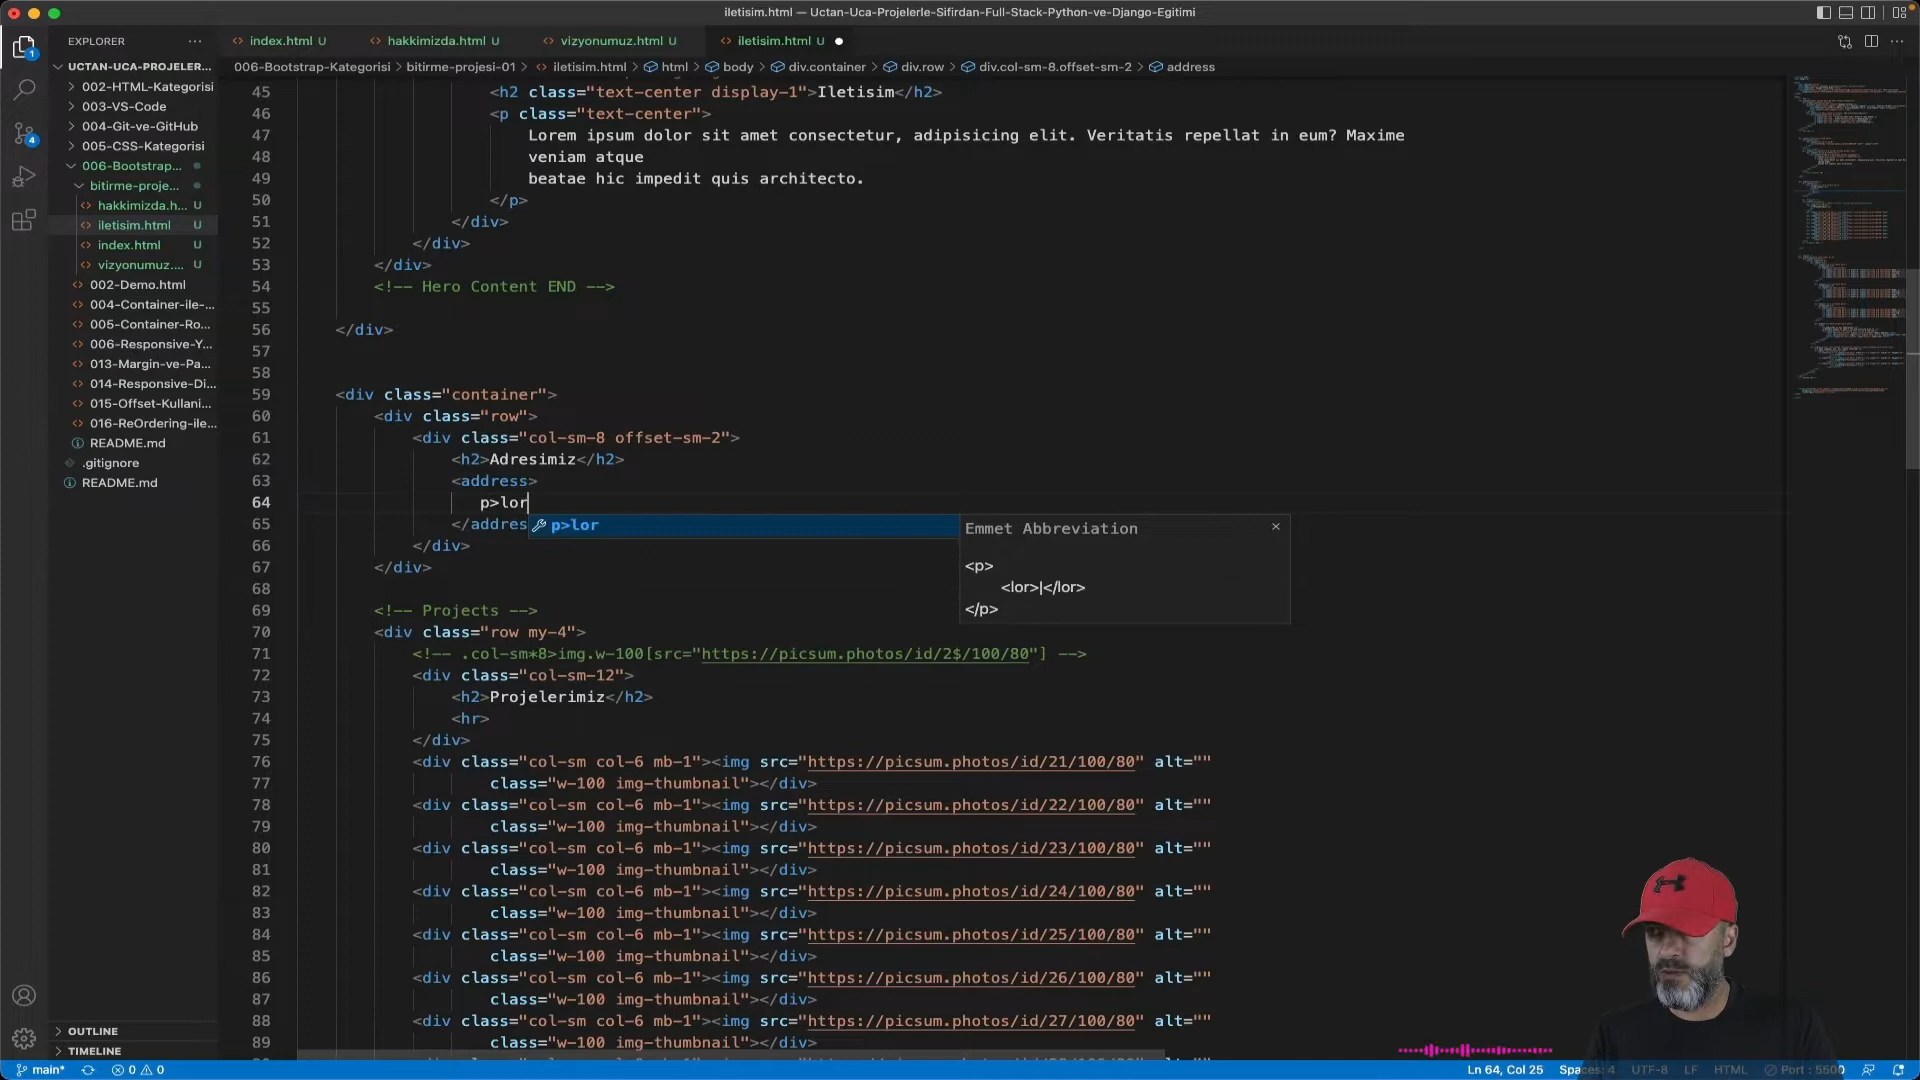 iletisim.html — Uctan-Uca-Projelerle-Sifirdan-Full-Stack-Python-ve-Django-Egitimi
EXPLORER
index.html U
hakkimizda.html U
vizyonumuz.html U
iletisim.html U
UCTAN-UCA-PROJELER...
006-Bootstrap-Kategorisi > bitirme-projesi-01 > iletisim.html > html > body > div.container > div.row > div.col-sm-8.offset-sm-2 > address
002-HTML-Kategorisi
003-VS-Code
004-Git-ve-GitHub
005-CSS-Kategorisi
006-Bootstrap...
bitirme-proje...
hakkimizda.h... U
iletisim.html U
index.html U
vizyonumuz.... U
002-Demo.html
004-Container-ile-...
005-Container-Ro...
006-Responsive-Y...
013-Margin-ve-Pa...
014-Responsive-Di...
015-Offset-Kullani...
016-ReOrdering-ile...
README.md
.gitignore
README.md
OUTLINE
TIMELINE
1
4
45 <h2 class="text-center display-1">Iletisim</h2>
46 <p class="text-center">
47 Lorem ipsum dolor sit amet consectetur, adipisicing elit. Veritatis repellat in eum? Maxime
48 veniam atque
49 beatae hic impedit quis architecto.
50 </p>
51 </div>
52 </div>
53 </div>
54 <!-- Hero Content END -->
55
56 </div>
57
58
59 <div class="container">
60 <div class="row">
61 <div class="col-sm-8 offset-sm-2">
62 <h2>Adresimiz</h2>
63 <address>
64 p>lor
65 </addres
p>lor
Emmet Abbreviation
<p>
<lor>|</lor>
</p>
66 </div>
67 </div>
68
69 <!-- Projects -->
70 <div class="row my-4">
71 <!-- .col-sm*8>img.w-100[src="https://picsum.photos/id/2$/100/80"] -->
72 <div class="col-sm-12">
73 <h2>Projelerimiz</h2>
74 <hr>
75 </div>
76 <div class="col-sm col-6 mb-1"><img src="https://picsum.photos/id/21/100/80" alt=""
77 class="w-100 img-thumbnail"></div>
78 <div class="col-sm col-6 mb-1"><img src="https://picsum.photos/id/22/100/80" alt=""
79 class="w-100 img-thumbnail"></div>
80 <div class="col-sm col-6 mb-1"><img src="https://picsum.photos/id/23/100/80" alt=""
81 class="w-100 img-thumbnail"></div>
82 <div class="col-sm col-6 mb-1"><img src="https://picsum.photos/id/24/100/80" alt=""
83 class="w-100 img-thumbnail"></div>
84 <div class="col-sm col-6 mb-1"><img src="https://picsum.photos/id/25/100/80" alt=""
85 class="w-100 img-thumbnail"></div>
86 <div class="col-sm col-6 mb-1"><img src="https://picsum.photos/id/26/100/80" alt=""
87 class="w-100 img-thumbnail"></div>
88 <div class="col-sm col-6 mb-1"><img src="https://picsum.photos/id/27/100/80" alt=""
89 class="w-100 img-thumbnail"></div>
main* 0 0
Ln 64, Col 25 Spaces: 4 UTF-8 LF HTML Port : 5500